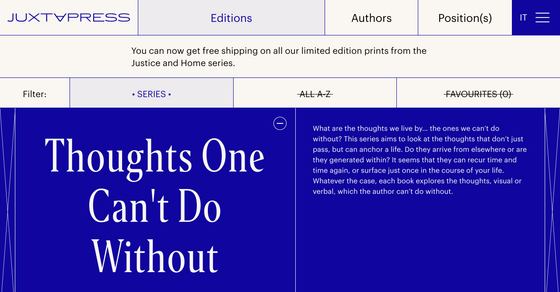 JUXTAPRESS
Editions
Authors
Position(s)
IT
You can now get free shipping on all our limited edition prints from the
Justice and Home series.
Filter:
• SERIES •
ALL A-Z
FAVOURITES (0)
Thoughts One
Can't Do
Without
What are the thoughts we live by... the ones we can't do
without? This series aims to look at the thoughts that don't just
pass, but can anchor a life. Do they arrive from elsewhere or are
they generated within? It seems that they can recur time and
time again, or surface just once in the course of your life.
Whatever the case, each book explores the thoughts, visual or
verbal, which the author can't do without.